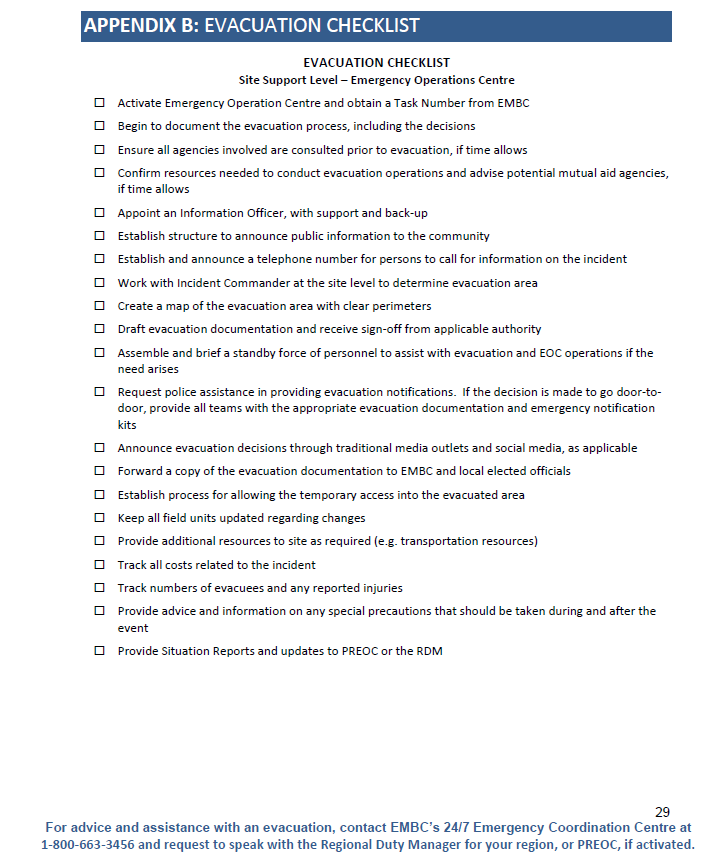 APPENDIX B: EVACUATION CHECKLIST
EVACUATION CHECKLIST
Site Support Level – Emergency Operations Centre
☐ Activate Emergency Operation Centre and obtain a Task Number from EMBC
☐ Begin to document the evacuation process, including the decisions
☐ Ensure all agencies involved are consulted prior to evacuation, if time allows
☐ Confirm resources needed to conduct evacuation operations and advise potential mutual aid agencies,
if time allows
☐ Appoint an Information Officer, with support and back-up
☐ Establish structure to announce public information to the community
☐ Establish and announce a telephone number for persons to call for information on the incident
☐ Work with Incident Commander at the site level to determine evacuation area
☐ Create a map of the evacuation area with clear perimeters
☐ Draft evacuation documentation and receive sign-off from applicable authority
☐ Assemble and brief a standby force of personnel to assist with evacuation and EOC operations if the
need arises
☐ Request police assistance in providing evacuation notifications.  If the decision is made to go door-to-
door, provide all teams with the appropriate evacuation documentation and emergency notification
kits
☐ Announce evacuation decisions through traditional media outlets and social media, as applicable
☐ Forward a copy of the evacuation documentation to EMBC and local elected officials
☐ Establish process for allowing the temporary access into the evacuated area
☐ Keep all field units updated regarding changes
☐ Provide additional resources to site as required (e.g. transportation resources)
☐ Track all costs related to the incident
☐ Track numbers of evacuees and any reported injuries
☐ Provide advice and information on any special precautions that should be taken during and after the
event
☐ Provide Situation Reports and updates to PREOC or the RDM
29
For advice and assistance with an evacuation, contact EMBC's 24/7 Emergency Coordination Centre at
1-800-663-3456 and request to speak with the Regional Duty Manager for your region, or PREOC, if activated.